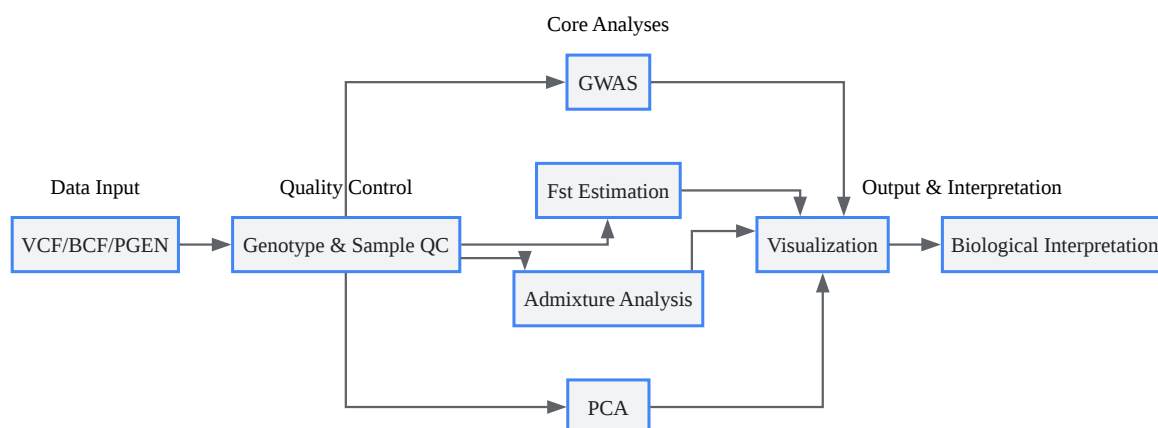 Core Analyses
GWAS
Data Input
Quality Control
Fst Estimation
Output & Interpretation
VCF/BCF/PGEN
Genotype & Sample QC
Visualization
Biological Interpretation
Admixture Analysis
PCA